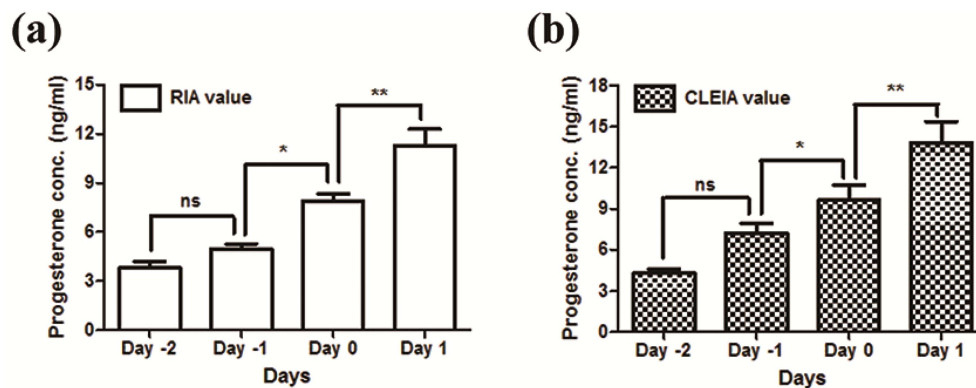 (a)
Progesterone conc. (ng/ml)
15
12
9
6
3
0
RIA value
ns
*
**
Day -2
Day -1
Day 0
Day 1
Days
(b)
Progesterone conc. (ng/ml)
18
15
12
9
6
3
0
CLEIA value
ns
*
**
Day -2
Day -1
Day 0
Day 1
Days